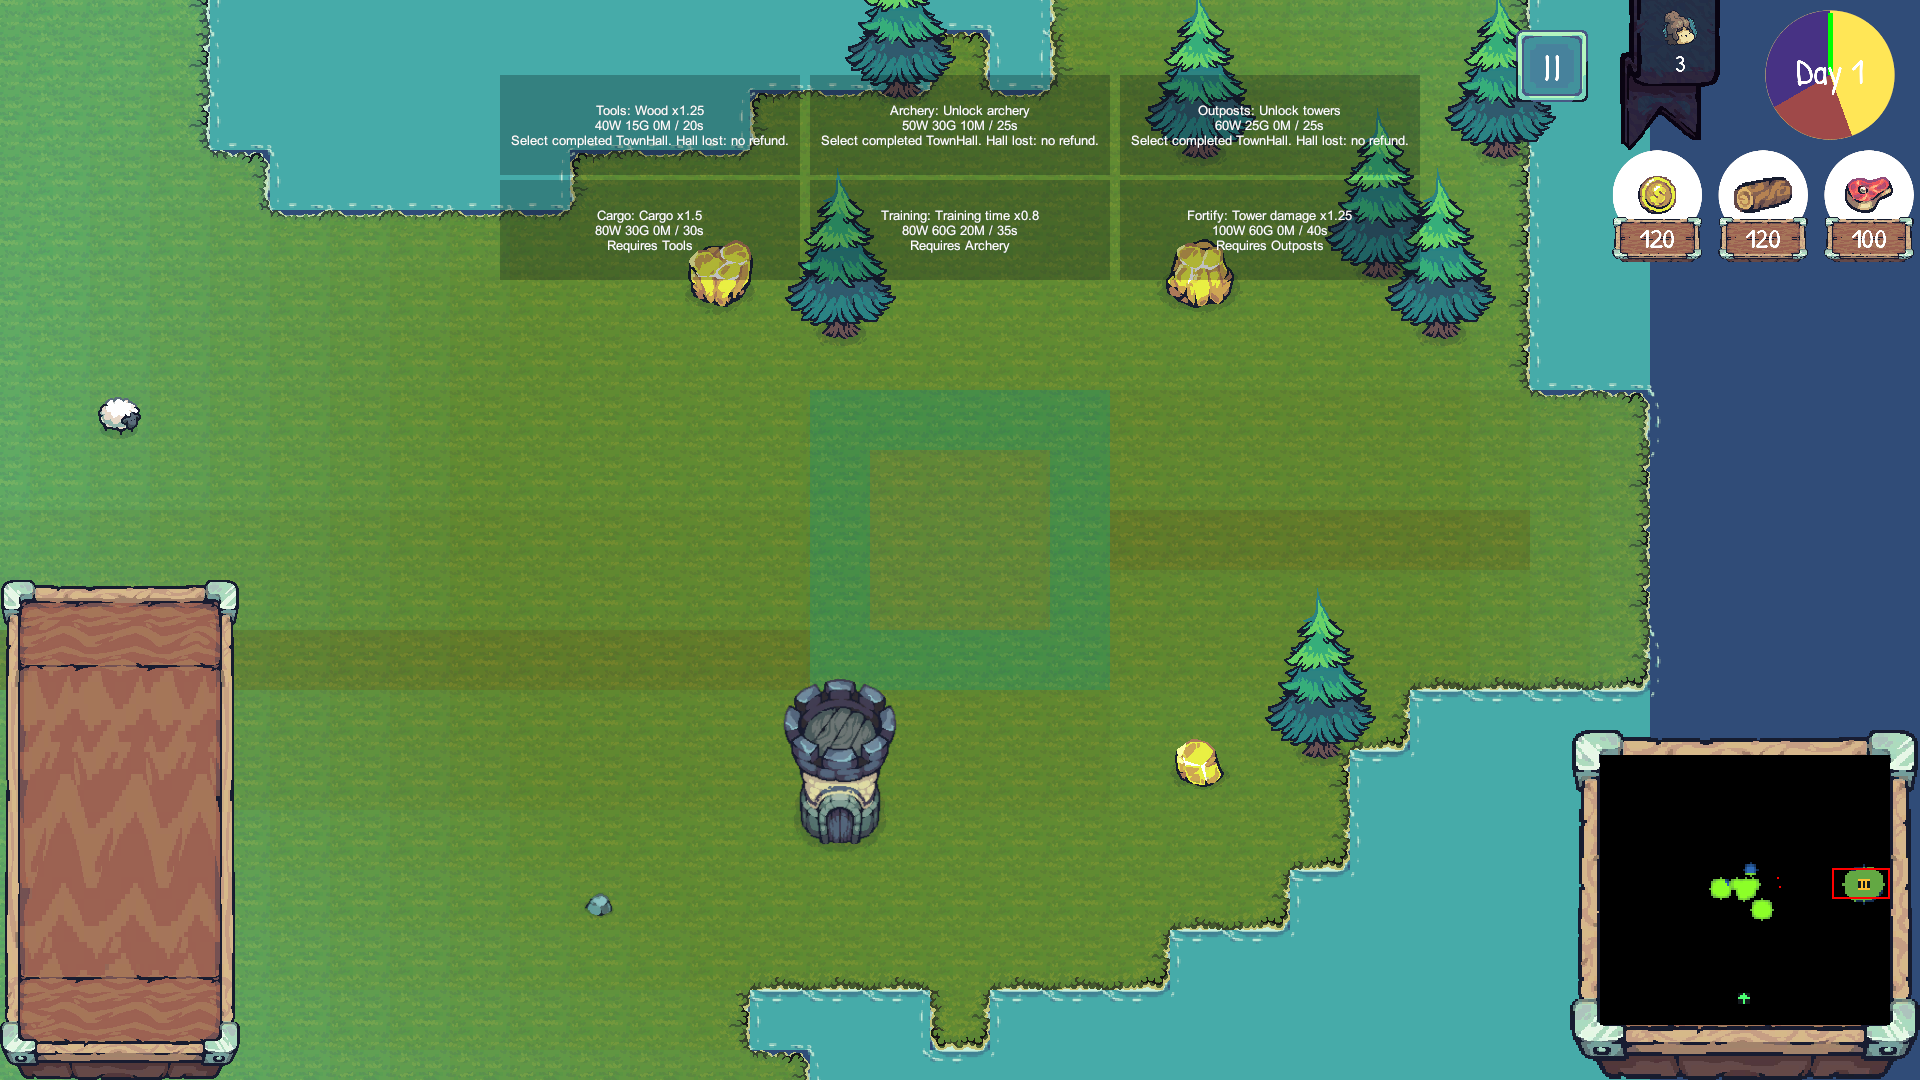 Tools: Wood x1.25
40W 15G 0M / 20s
Select completed TownHall. Hall lost: no refund.
Archery: Unlock archery
50W 30G 10M / 25s
Select completed TownHall. Hall lost: no refund.
Outposts: Unlock towers
60W 25G 0M / 25s
Select completed TownHall. Hall lost: no refund.
Cargo: Cargo x1.5
80W 30G 0M / 30s
Requires Tools
Training: Training time x0.8
80W 60G 20M / 35s
Requires Archery
Fortify: Tower damage x1.25
100W 60G 0M / 40s
Requires Outposts
3
Day 1
120
120
100